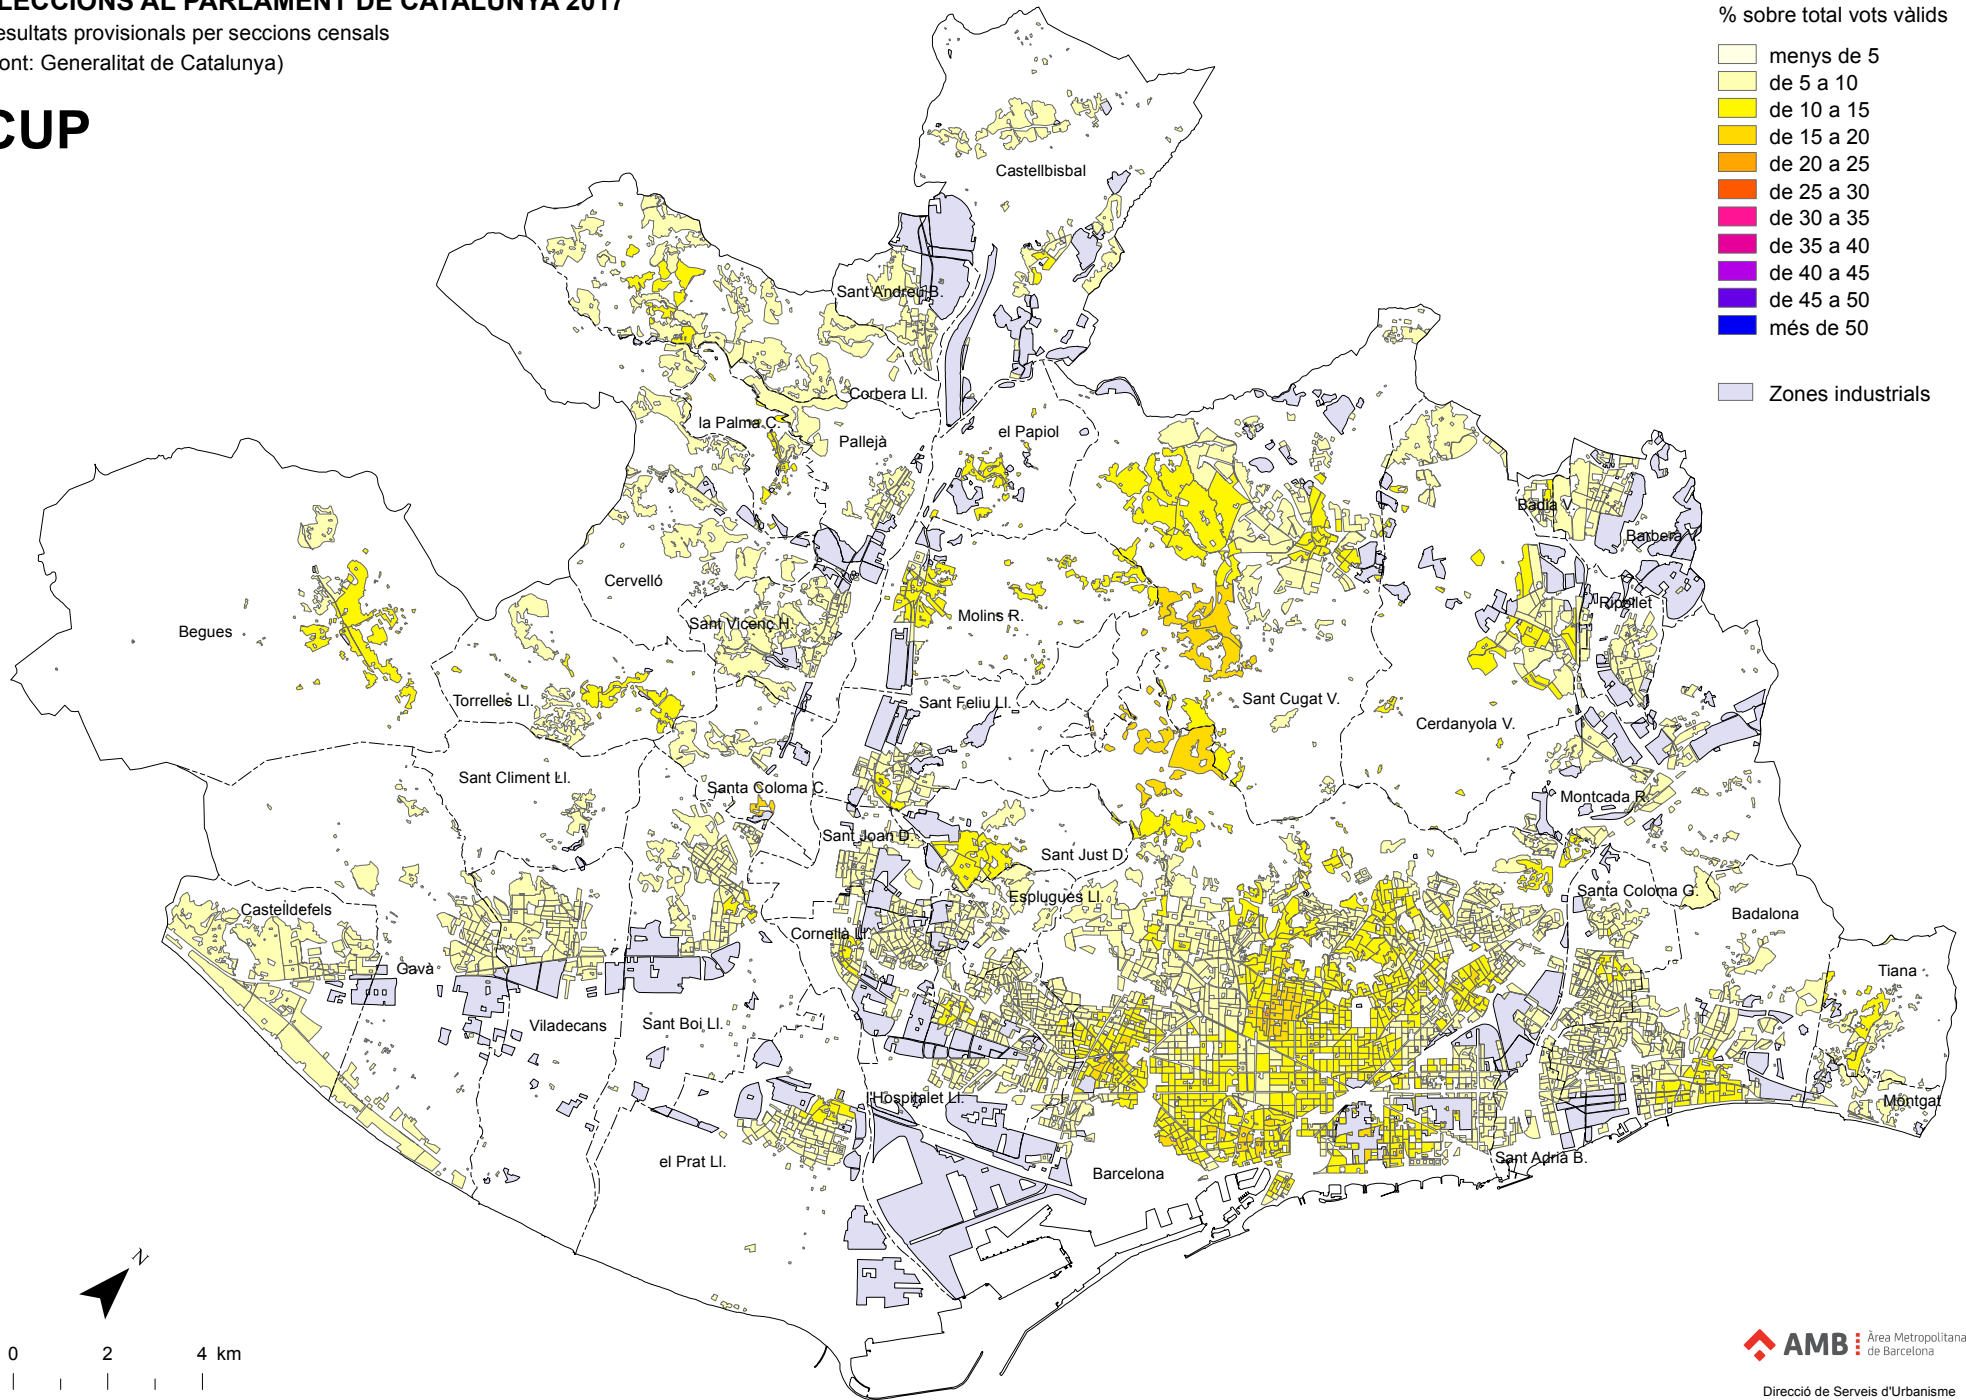 LECCIONS AL PARLAMENT DE CATALUNYA 2017
esultats provisionals per seccions censals
ont: Generalitat de Catalunya)
CUP
% sobre total vots vàlids
menys de 5
de 5 a 10
de 10 a 15
de 15 a 20
de 20 a 25
de 25 a 30
de 30 a 35
de 35 a 40
de 40 a 45
de 45 a 50
més de 50
Zones industrials
Castellbisbal
Sant Andreu B.
Corbera Ll.
la Palma C.
Pallejà
el Papiol
Badia V.
Barberà V.
Cervelló
Ripollet
Begues
Sant Vicenç H.
Molins R.
Torrelles Ll.
Sant Feliu Ll.
Sant Cugat V.
Cerdanyola V.
Sant Climent Ll.
Santa Coloma C.
Montcada R.
Sant Joan D.
Sant Just D.
Esplugues Ll.
Santa Coloma G.
Castelldefels
Badalona
Cornellà Ll.
Gavà
Tiana
Viladecans
Sant Boi Ll.
l'Hospitalet Ll.
Montgat
el Prat Ll.
Barcelona
Sant Adrià B.
N
0 2 4 km
AMB Àrea Metropolitana
de Barcelona
Direcció de Serveis d'Urbanisme